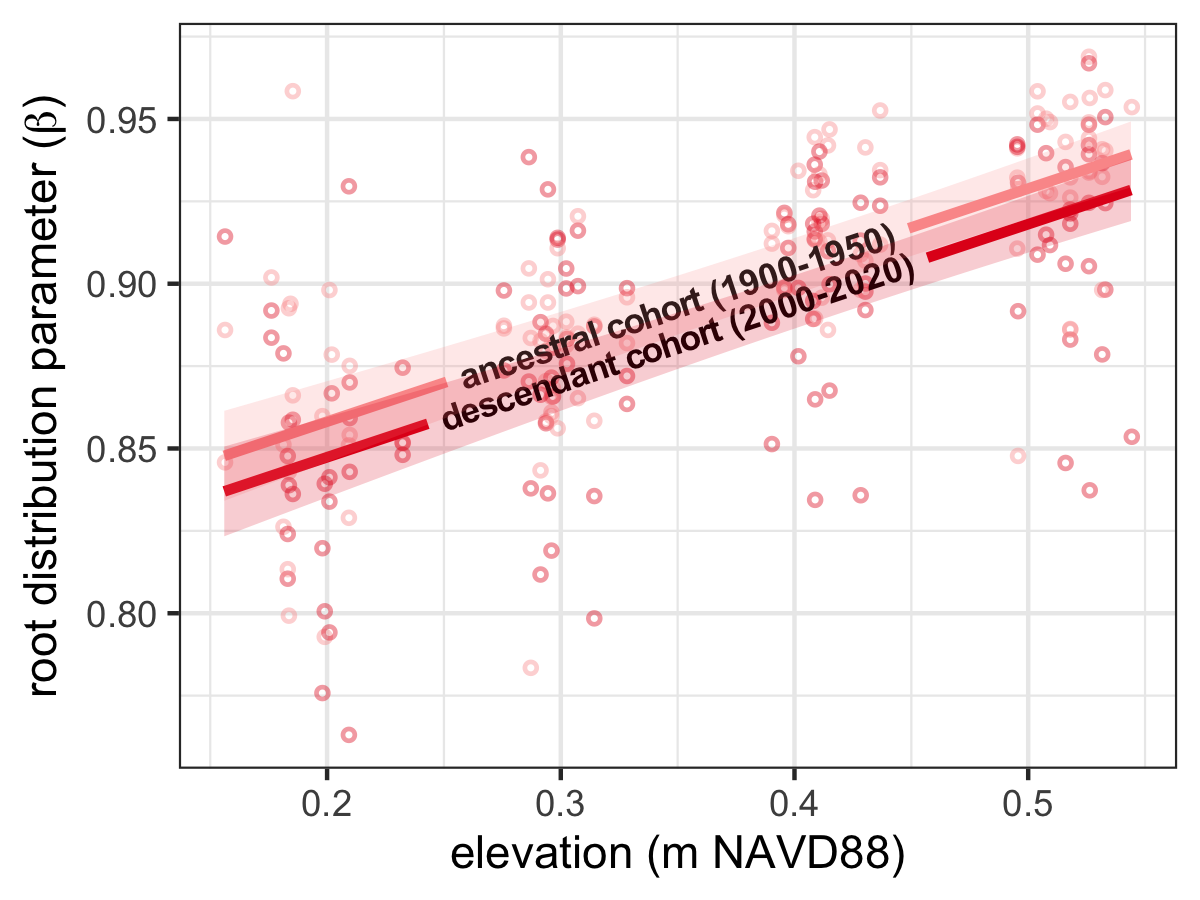 root distribution parameter (β)
0.95
0.90
0.85
0.80
ancestral cohort (1900-1950)
descendant cohort (2000-2020)
0.2
0.3
0.4
0.5
elevation (m NAVD88)